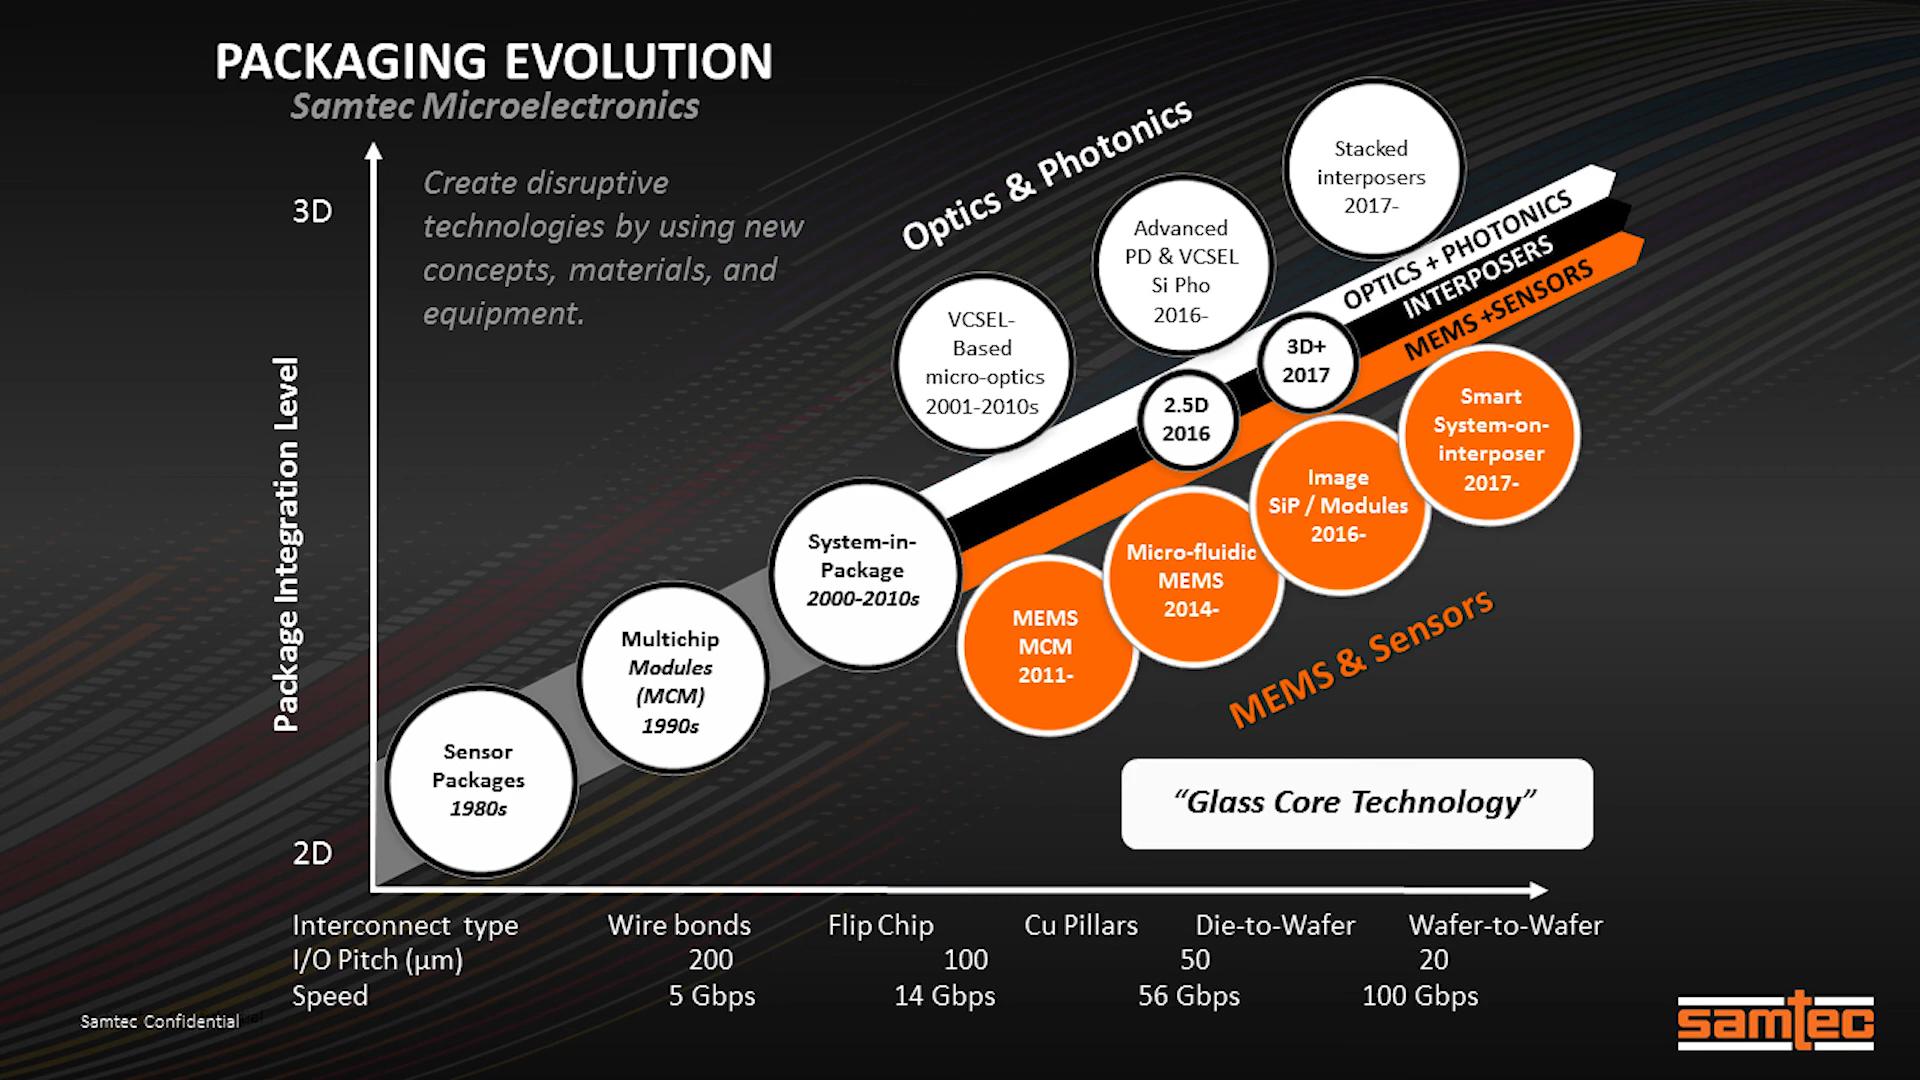 PACKAGING EVOLUTION
Samtec Microelectronics
Create disruptive
technologies by using new
concepts, materials, and
equipment.
3D
Package Integration Level
2D
Optics & Photonics
Stacked
interposers
2017-
Advanced
PD & VCSEL
Si Pho
2016-
VCSEL-
Based
micro-optics
2001-2010s
OPTICS + PHOTONICS
INTERPOSERS
MEMS +SENSORS
3D+
2017
2.5D
2016
Smart
System-on-
interposer
2017-
Image
SiP / Modules
2016-
Micro-fluidic
MEMS
2014-
MEMS
MCM
2011-
System-in-
Package
2000-2010s
Multichip
Modules
(MCM)
1990s
Sensor
Packages
1980s
MEMS & Sensors
“Glass Core Technology”
Interconnect type Wire bonds Flip Chip Cu Pillars Die-to-Wafer Wafer-to-Wafer
I/O Pitch (µm) 200 100 50 20
Speed 5 Gbps 14 Gbps 56 Gbps 100 Gbps
Samtec Confidential
samtec